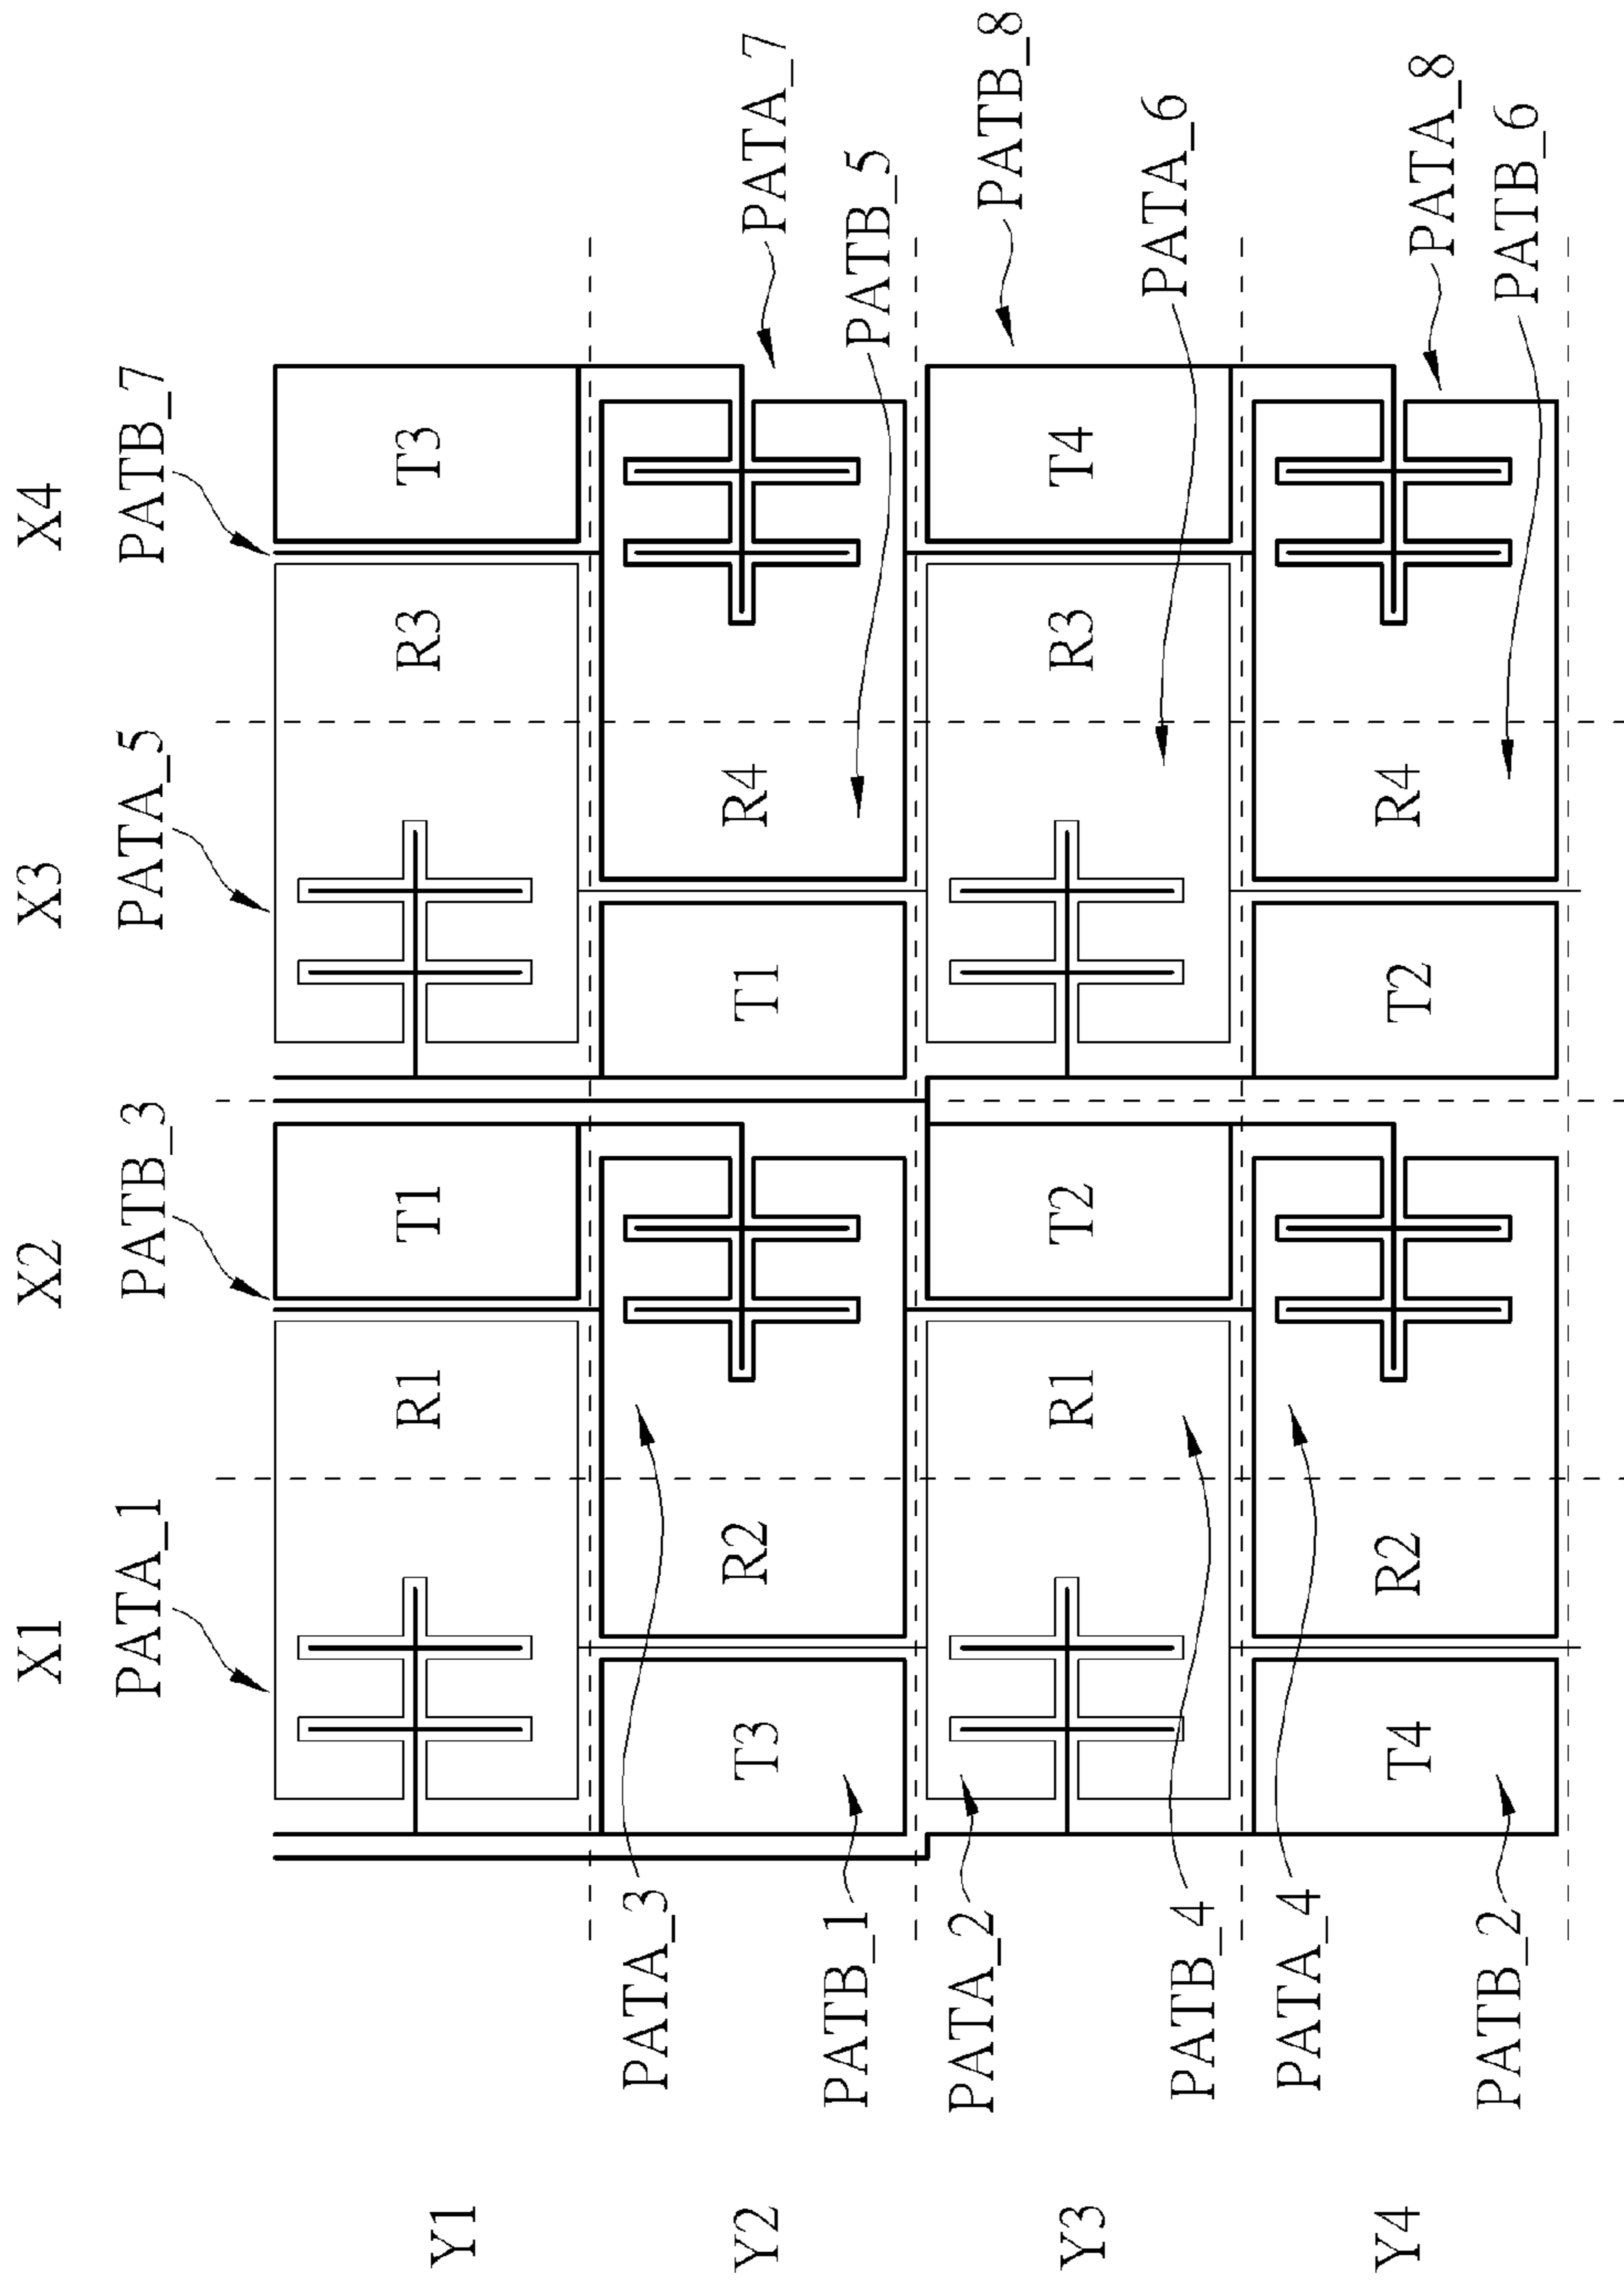 X1 X2 X3 X4
PATA_1 PATB_3 PATA_5 PATB_7
Y1 R1 T1 R3 T3
PATA_3
Y2 T3 R2 T1 R4 PATA_7
PATB_1 PATB_5
PATA_2 PATB_8
Y3 R1 T2 R3 T4
PATB_4 PATA_6
PATA_4
Y4 T4 R2 T2 R4 PATA_8
PATB_2 PATB_6